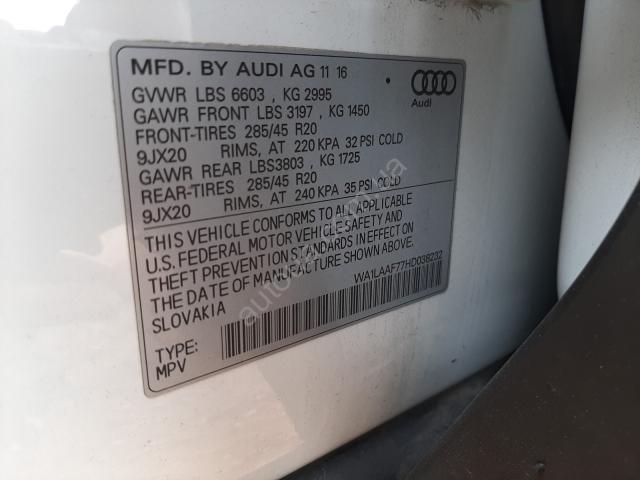 MFD. BY AUDI AG 11 16
Audi
GVWR LBS 6603 , KG 2995
GAWR FRONT LBS 3197 , KG 1450
FRONT-TIRES 285/45 R20
9JX20 RIMS, AT 220 KPA 32 PSI COLD
GAWR REAR LBS3803 , KG 1725
REAR-TIRES 285/45 R20
9JX20 RIMS, AT 240 KPA 35 PSI COLD
THIS VEHICLE CONFORMS TO ALL APPLICABLE
U.S. FEDERAL MOTOR VEHICLE SAFETY AND
THEFT PREVENTION STANDARDS IN EFFECT ON
THE DATE OF MANUFACTURE SHOWN ABOVE.
SLOVAKIA
WA1LAAF77HD038232
TYPE:
MPV